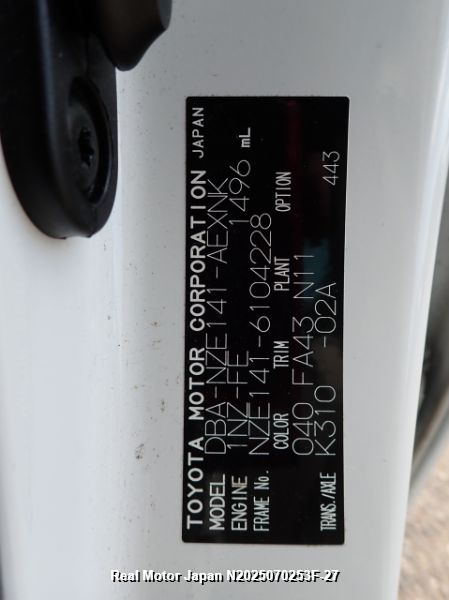 TOYOTA MOTOR CORPORATION JAPAN
MODEL DBA-NZE141-AEXNK
ENGINE 1NZ-FE 1496 mL
FRAME No. NZE141-6104228
COLOR TRIM PLANT OPTION
040 FA43 N11 443
TRANS./AXLE K310 -02A
Real Motor Japan N2025070253F-27